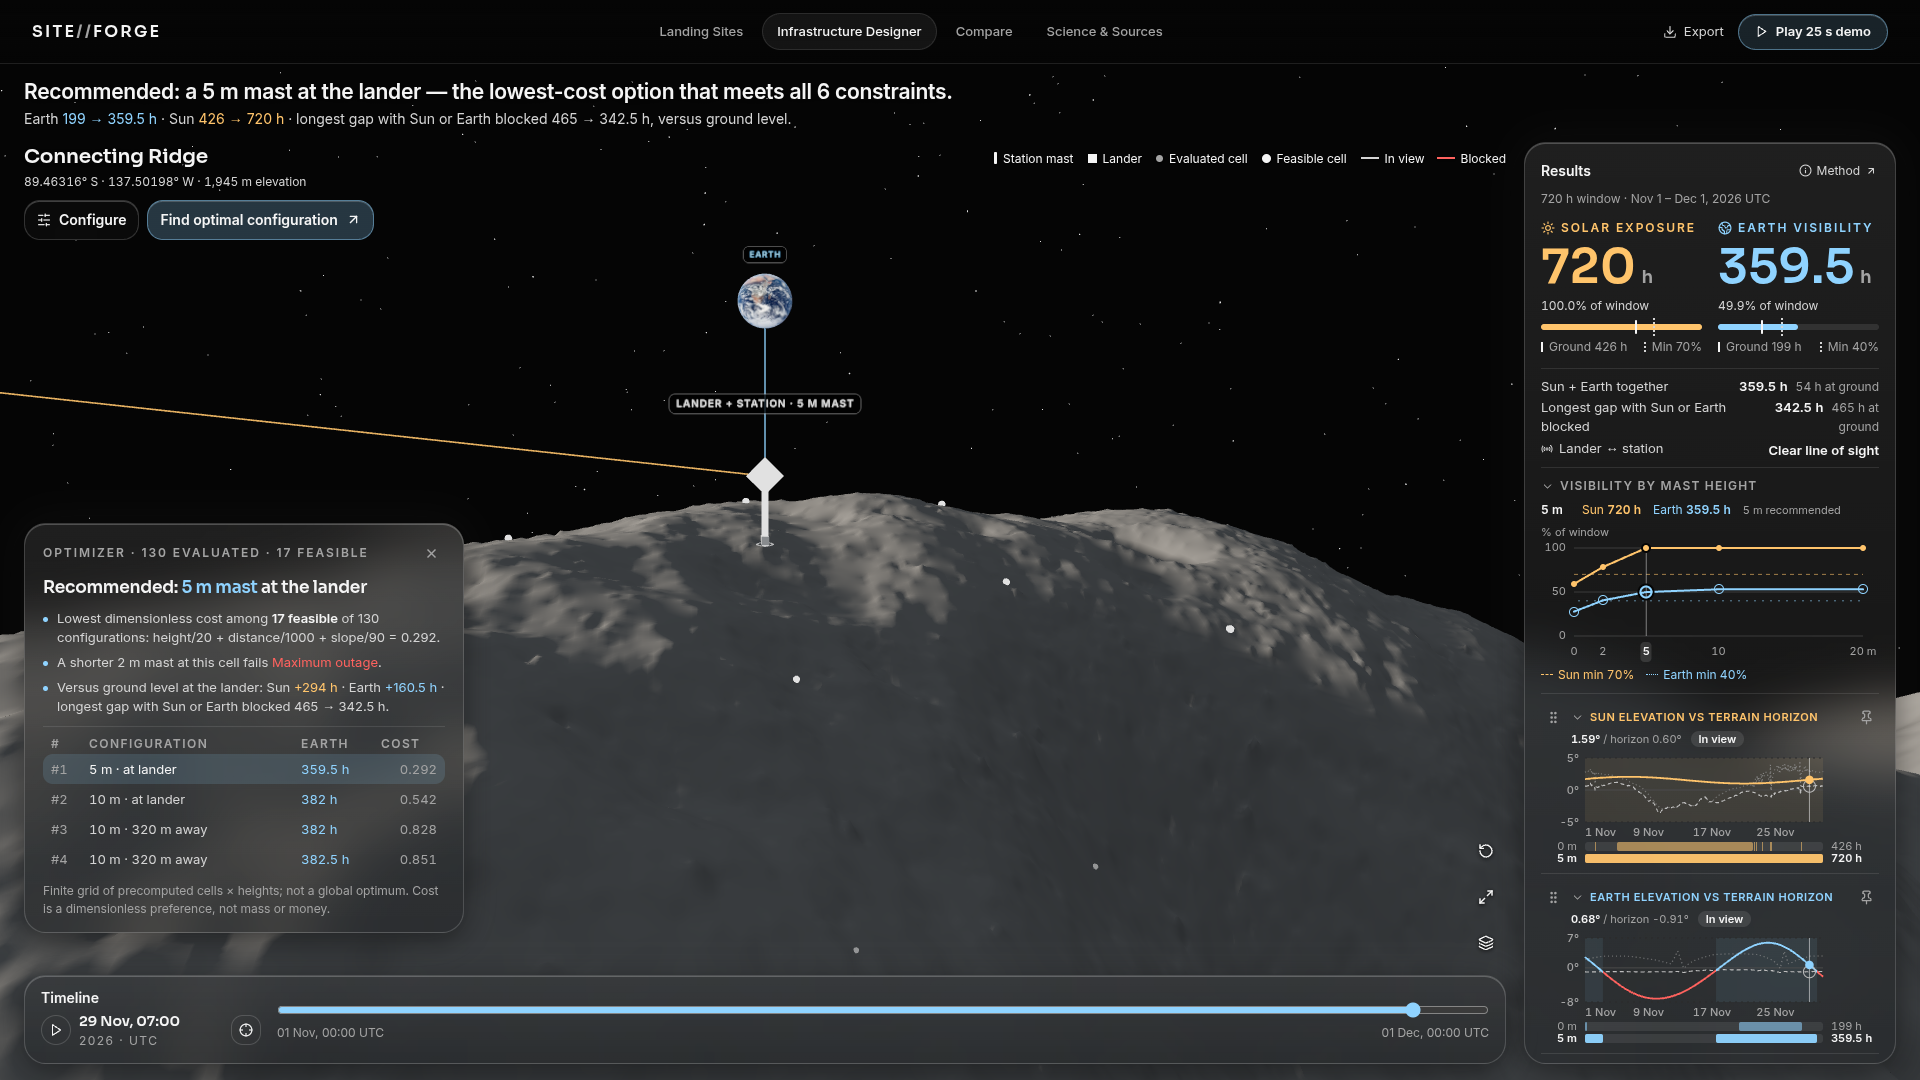 SITE//FORGE
Landing Sites
Infrastructure Designer
Compare
Science & Sources
Export
Play 25 s demo
Recommended: a 5 m mast at the lander — the lowest-cost option that meets all 6 constraints.
Earth 199 → 359.5 h · Sun 426 → 720 h · longest gap with Sun or Earth blocked 465 → 342.5 h, versus ground level.
Connecting Ridge
89.46316° S · 137.50198° W · 1,945 m elevation
Configure
Find optimal configuration
Station mast
Lander
Evaluated cell
Feasible cell
In view
Blocked
EARTH
LANDER + STATION · 5 M MAST
OPTIMIZER · 130 EVALUATED · 17 FEASIBLE
Recommended: 5 m mast at the lander
Lowest dimensionless cost among 17 feasible of 130
configurations: height/20 + distance/1000 + slope/90 = 0.292.
A shorter 2 m mast at this cell fails Maximum outage.
Versus ground level at the lander: Sun +294 h · Earth +160.5 h ·
longest gap with Sun or Earth blocked 465 → 342.5 h.
# CONFIGURATION EARTH COST
#1 5 m · at lander 359.5 h 0.292
#2 10 m · at lander 382 h 0.542
#3 10 m · 320 m away 382 h 0.828
#4 10 m · 320 m away 382.5 h 0.851
Finite grid of precomputed cells × heights; not a global optimum. Cost
is a dimensionless preference, not mass or money.
Timeline
29 Nov, 07:00
2026 · UTC
01 Nov, 00:00 UTC
01 Dec, 00:00 UTC
Results
Method
720 h window · Nov 1 – Dec 1, 2026 UTC
SOLAR EXPOSURE EARTH VISIBILITY
720 h 359.5 h
100.0% of window 49.9% of window
Ground 426 h Min 70% Ground 199 h Min 40%
Sun + Earth together 359.5 h 54 h at ground
Longest gap with Sun or Earth 342.5 h 465 h at
blocked ground
Lander ↔ station Clear line of sight
VISIBILITY BY MAST HEIGHT
5 m Sun 720 h Earth 359.5 h 5 m recommended
% of window
100
50
0
0 2 5 10 20 m
Sun min 70% Earth min 40%
SUN ELEVATION VS TERRAIN HORIZON
1.59° / horizon 0.60° In view
5°
0°
-5°
1 Nov 9 Nov 17 Nov 25 Nov
0 m 426 h
5 m 720 h
EARTH ELEVATION VS TERRAIN HORIZON
0.68° / horizon -0.91° In view
7°
0°
-8°
1 Nov 9 Nov 17 Nov 25 Nov
0 m 199 h
5 m 359.5 h